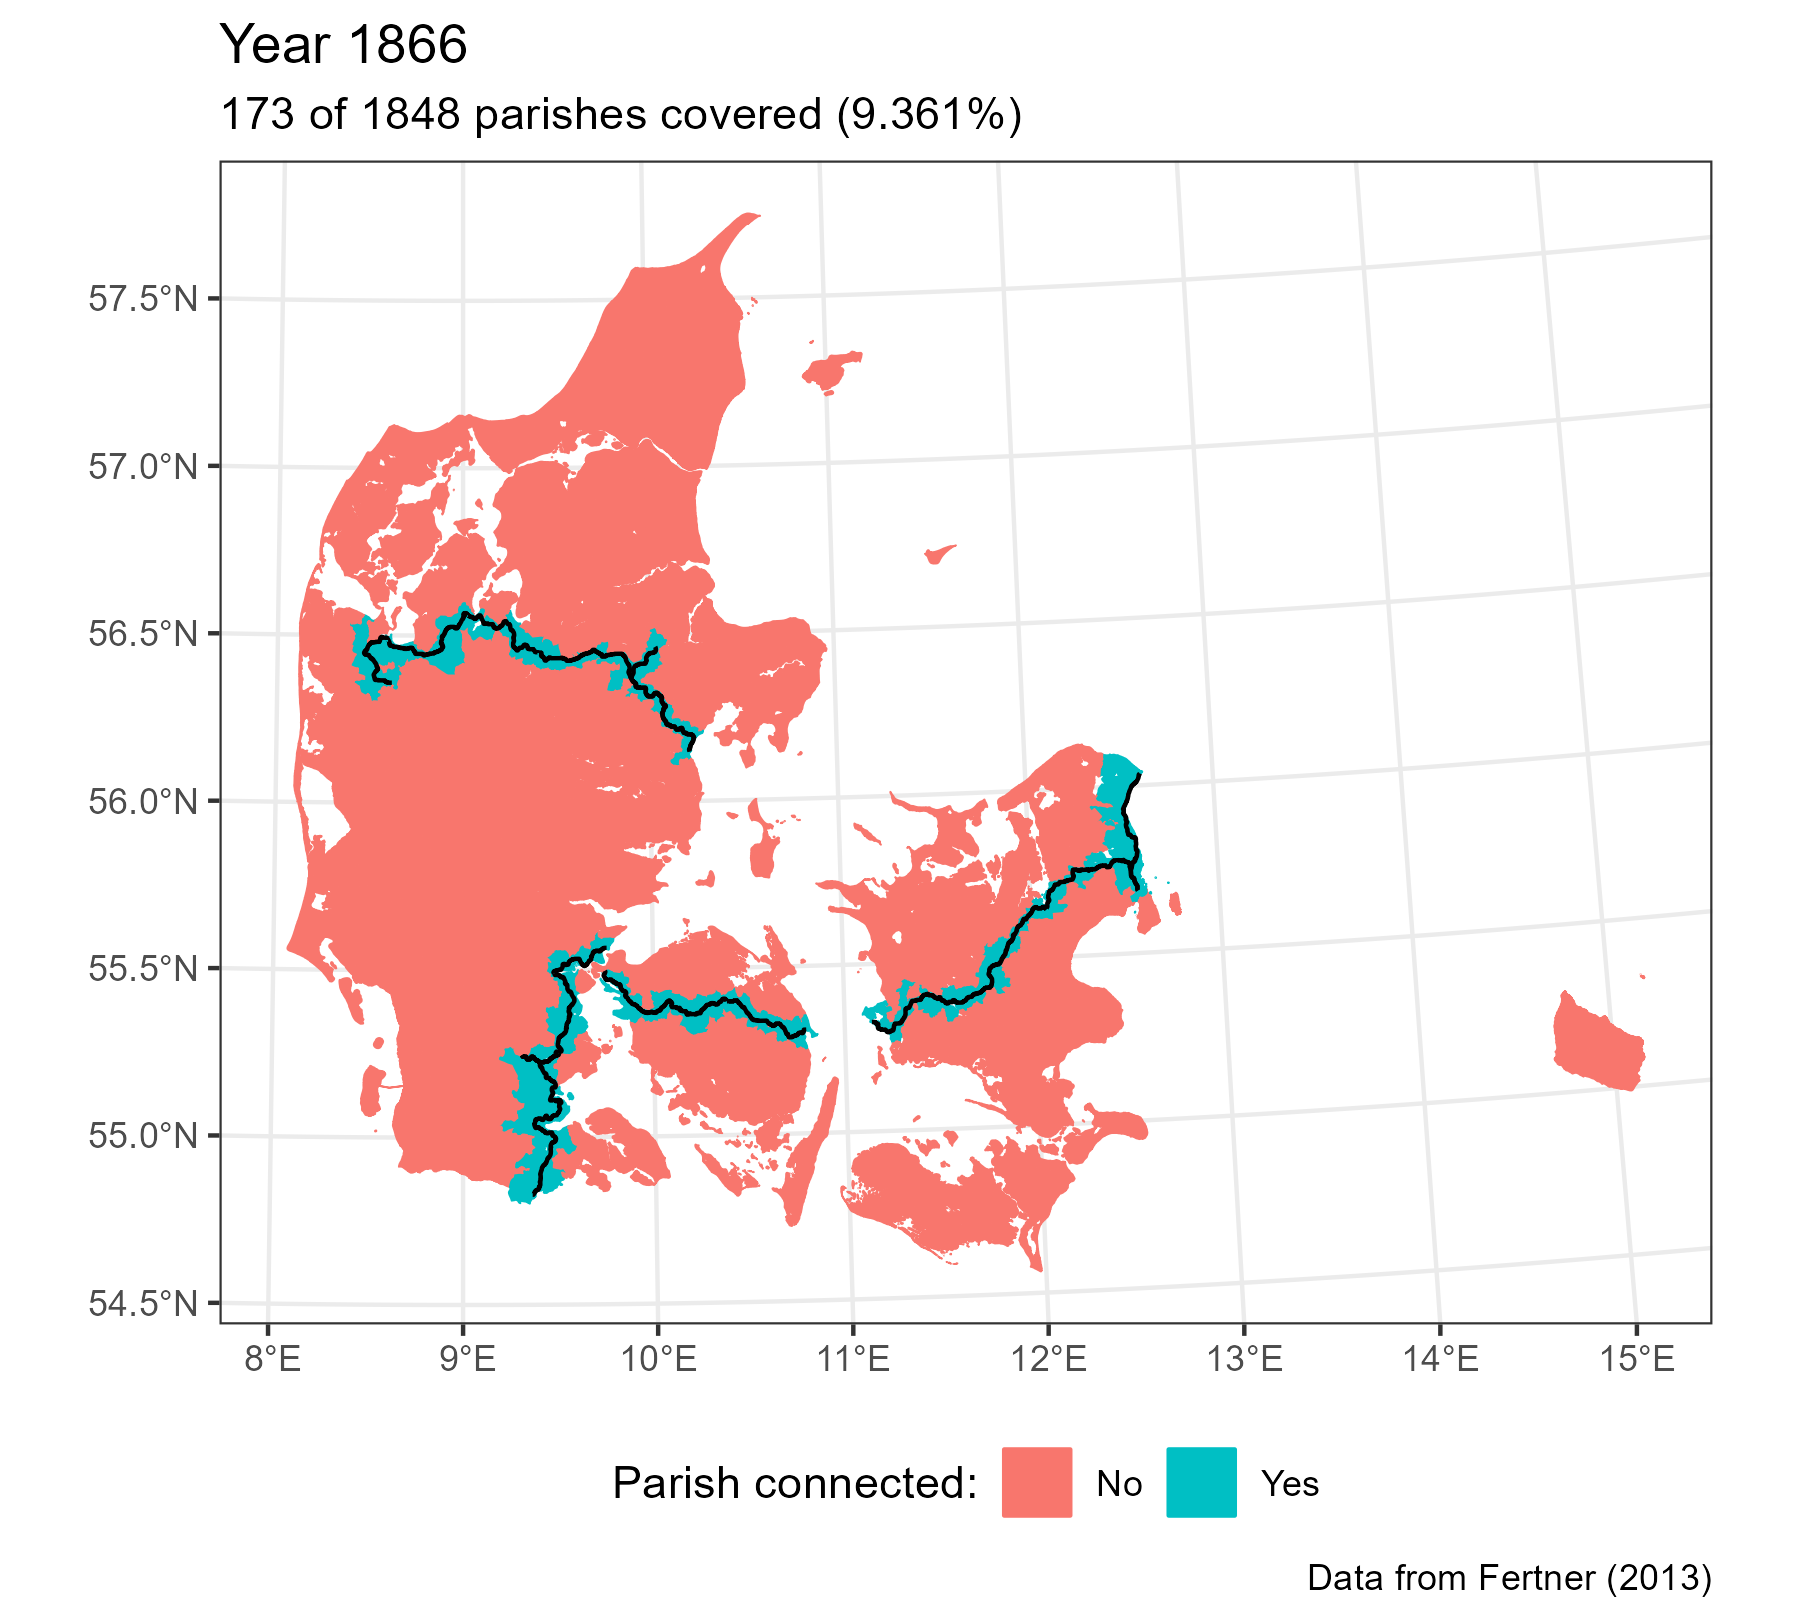 Year 1866
173 of 1848 parishes covered (9.361%)
57.5°N
57.0°N
56.5°N
56.0°N
55.5°N
55.0°N
54.5°N
8°E 9°E 10°E 11°E 12°E 13°E 14°E 15°E
Parish connected: No Yes
Data from Fertner (2013)